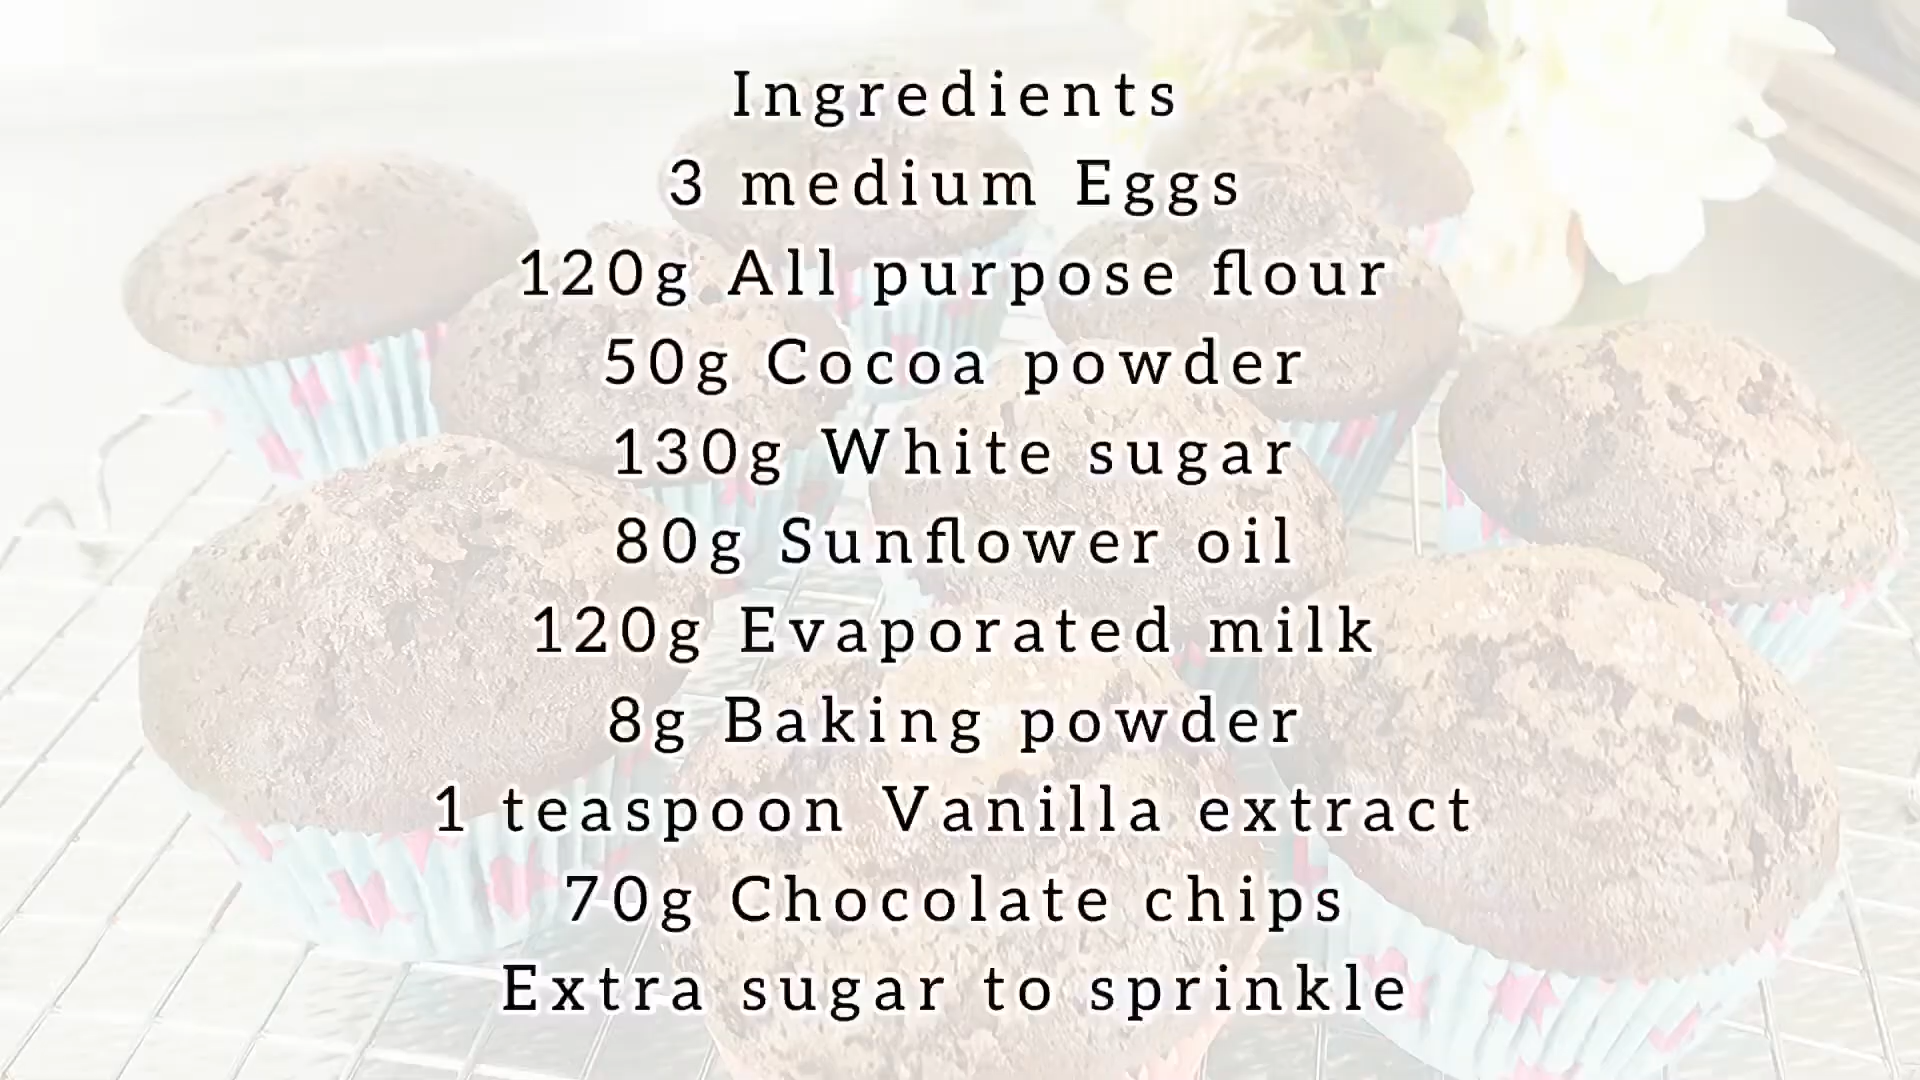 Ingredients
3 medium Eggs
120g All purpose flour
50g Cocoa powder
130g White sugar
80g Sunflower oil
120g Evaporated milk
8g Baking powder
1 teaspoon Vanilla extract
70g Chocolate chips
Extra sugar to sprinkle